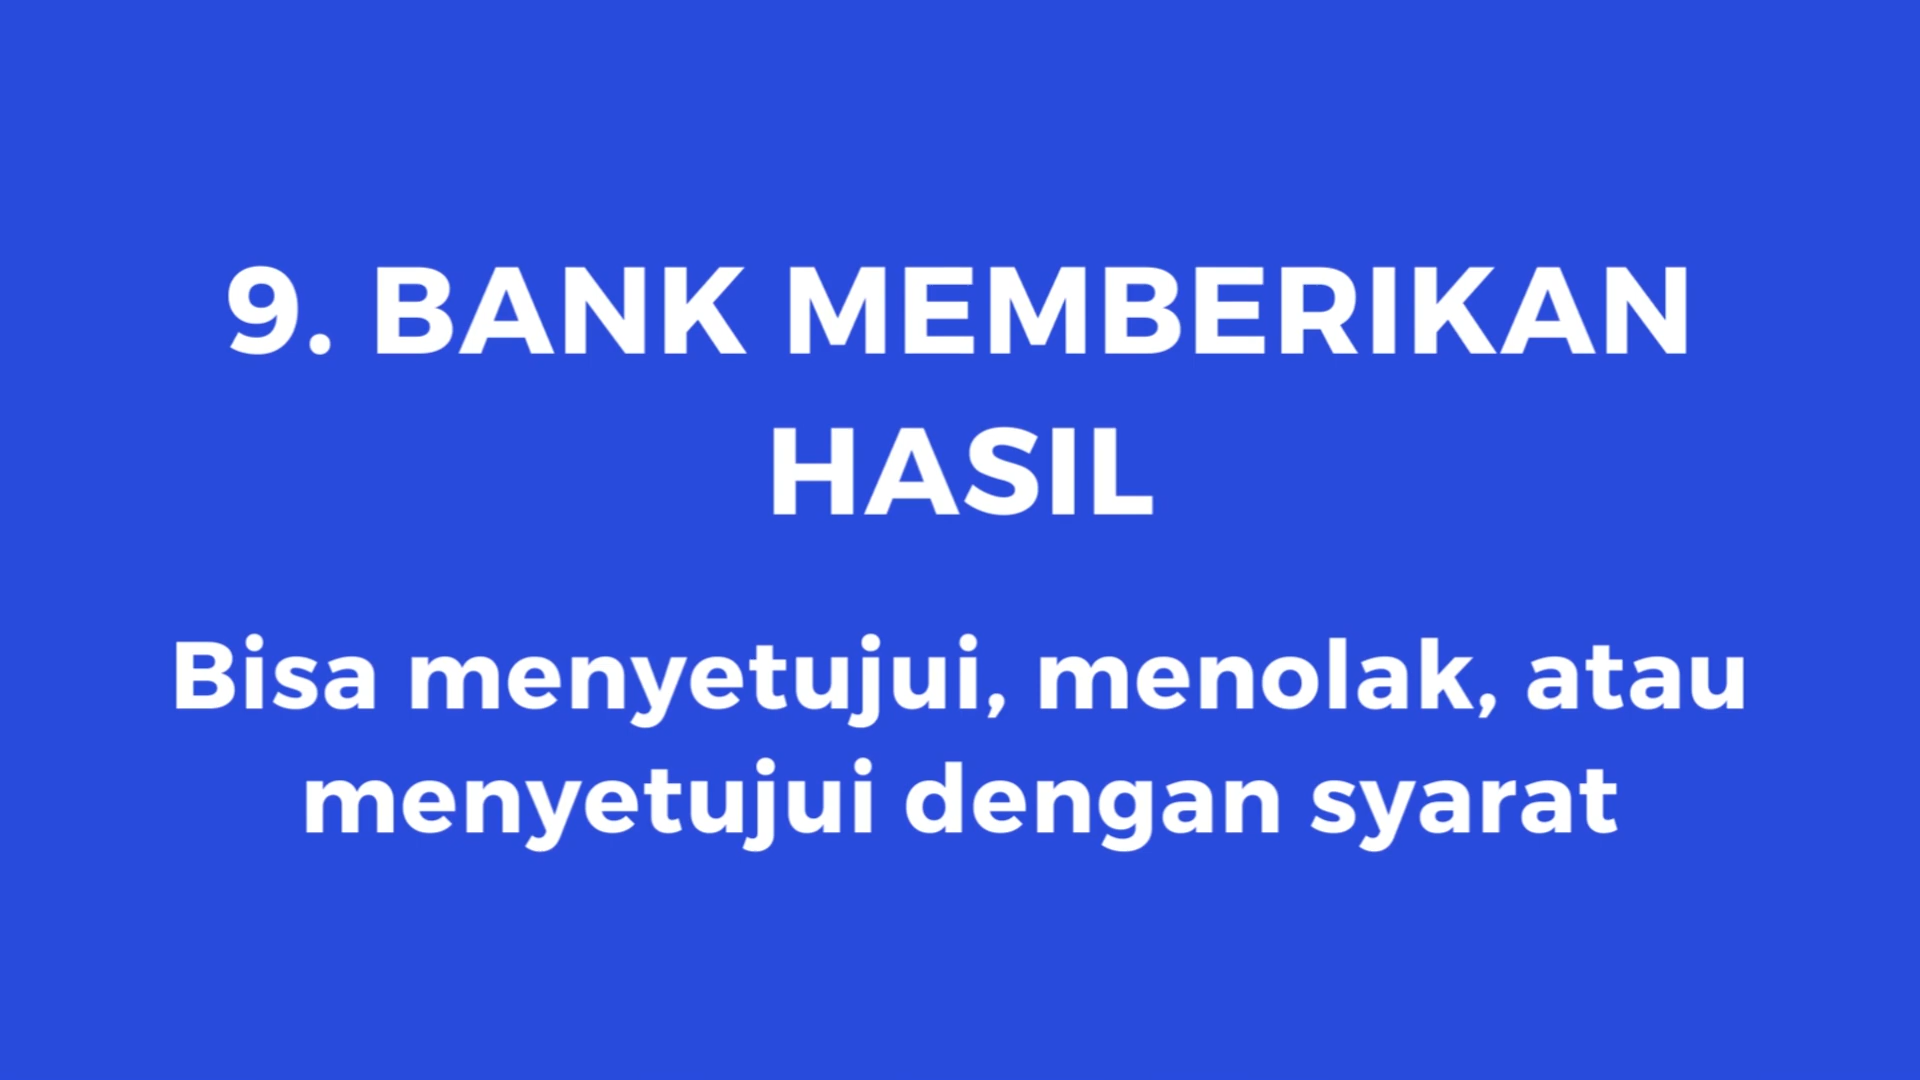 9. BANK MEMBERIKAN
HASIL
Bisa menyetujui, menolak, atau
menyetujui dengan syarat